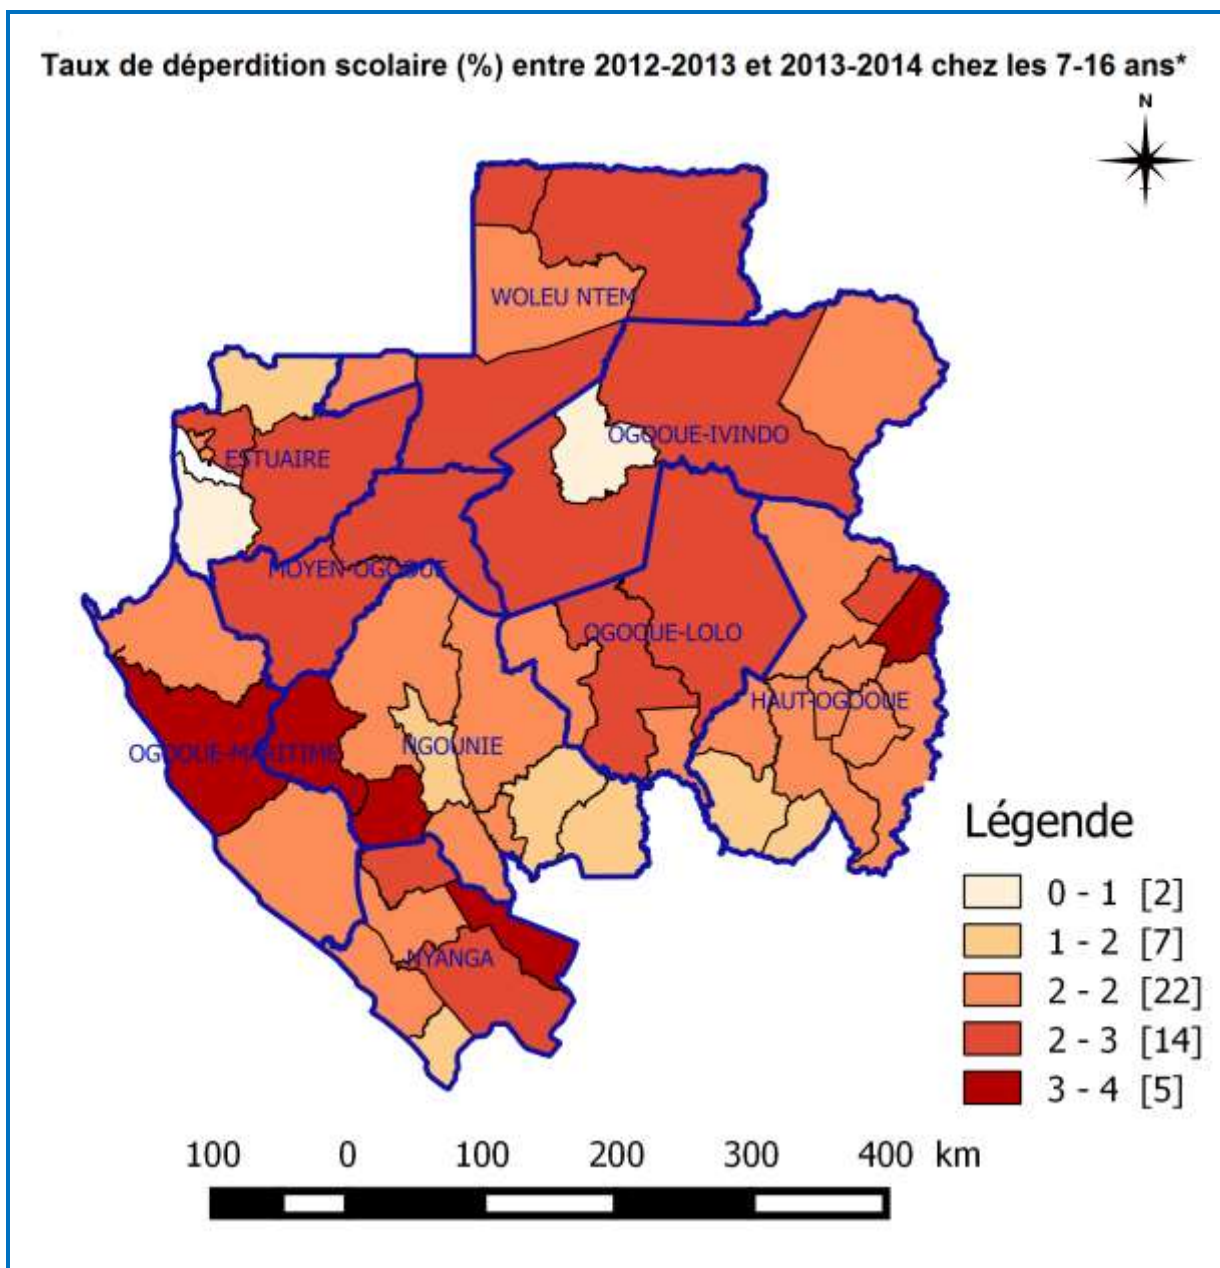 Taux de déperdition scolaire (%) entre 2012-2013 et 2013-2014 chez les 7-16 ans*
N
WOLEU NTEM
OGOOUE-IVINDO
ESTUAIRE
MOYEN-OGOOUE
OGOOUE-LOLO
HAUT-OGOOUE
NGOUNIE
OGOOUE-MARITIME
NYANGA
Légende
0 - 1 [2]
1 - 2 [7]
2 - 2 [22]
2 - 3 [14]
3 - 4 [5]
100 0 100 200 300 400 km